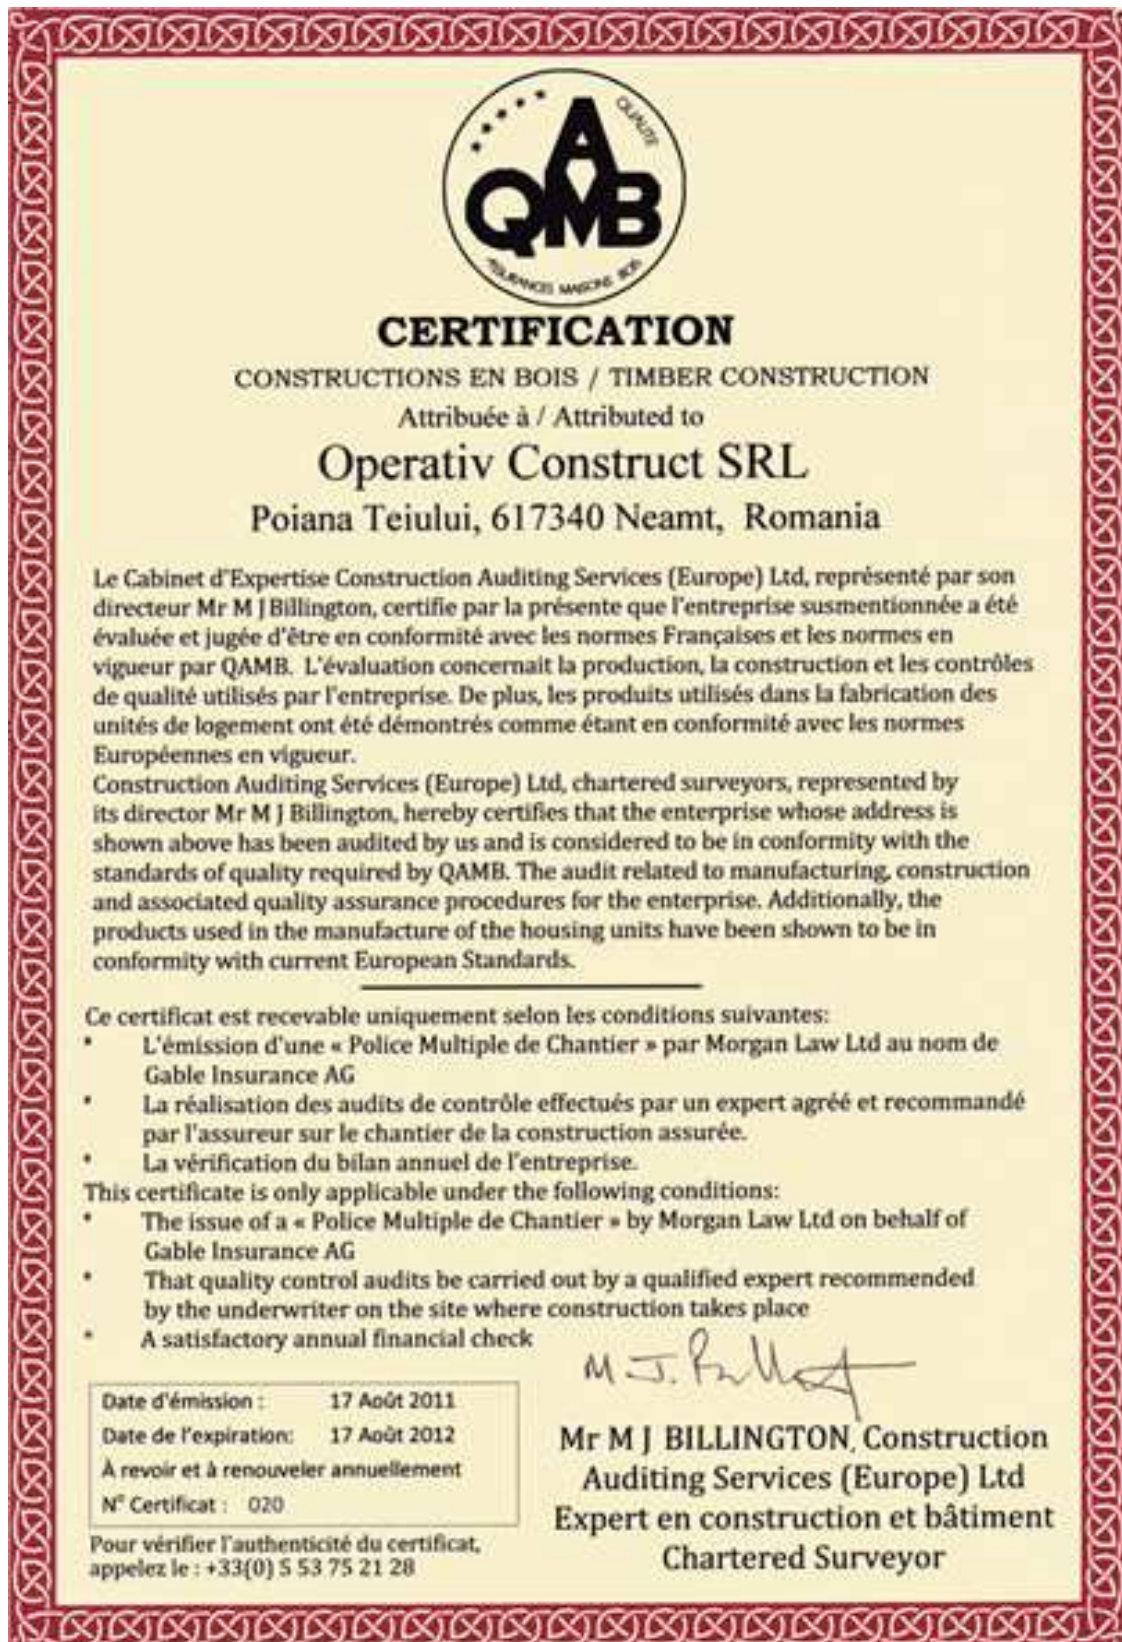 QUALITÉ
QAMB
ASSURANCES MAISONS BOIS
CERTIFICATION
CONSTRUCTIONS EN BOIS / TIMBER CONSTRUCTION
Attribuée à / Attributed to
Operativ Construct SRL
Poiana Teiului, 617340 Neamt, Romania
Le Cabinet d'Expertise Construction Auditing Services (Europe) Ltd, représenté par son
directeur Mr M J Billington, certifie par la présente que l'entreprise susmentionnée a été
évaluée et jugée d'être en conformité avec les normes Françaises et les normes en
vigueur par QAMB. L'évaluation concernait la production, la construction et les contrôles
de qualité utilisés par l'entreprise. De plus, les produits utilisés dans la fabrication des
unités de logement ont été démontrés comme étant en conformité avec les normes
Européennes en vigueur.
Construction Auditing Services (Europe) Ltd, chartered surveyors, represented by
its director Mr M J Billington, hereby certifies that the enterprise whose address is
shown above has been audited by us and is considered to be in conformity with the
standards of quality required by QAMB. The audit related to manufacturing, construction
and associated quality assurance procedures for the enterprise. Additionally, the
products used in the manufacture of the housing units have been shown to be in
conformity with current European Standards.
Ce certificat est recevable uniquement selon les conditions suivantes:
* L'émission d'une « Police Multiple de Chantier » par Morgan Law Ltd au nom de
Gable Insurance AG
* La réalisation des audits de contrôle effectués par un expert agréé et recommandé
par l'assureur sur le chantier de la construction assurée.
* La vérification du bilan annuel de l'entreprise.
This certificate is only applicable under the following conditions:
* The issue of a « Police Multiple de Chantier » by Morgan Law Ltd on behalf of
Gable Insurance AG
* That quality control audits be carried out by a qualified expert recommended
by the underwriter on the site where construction takes place
* A satisfactory annual financial check
Date d'émission : 17 Août 2011
Date de l'expiration: 17 Août 2012
À revoir et à renouveler annuellement
N° Certificat : 020
Pour vérifier l'authenticité du certificat,
appelez le : +33(0) 5 53 75 21 28
M. J.
Mr M J BILLINGTON, Construction
Auditing Services (Europe) Ltd
Expert en construction et bâtiment
Chartered Surveyor